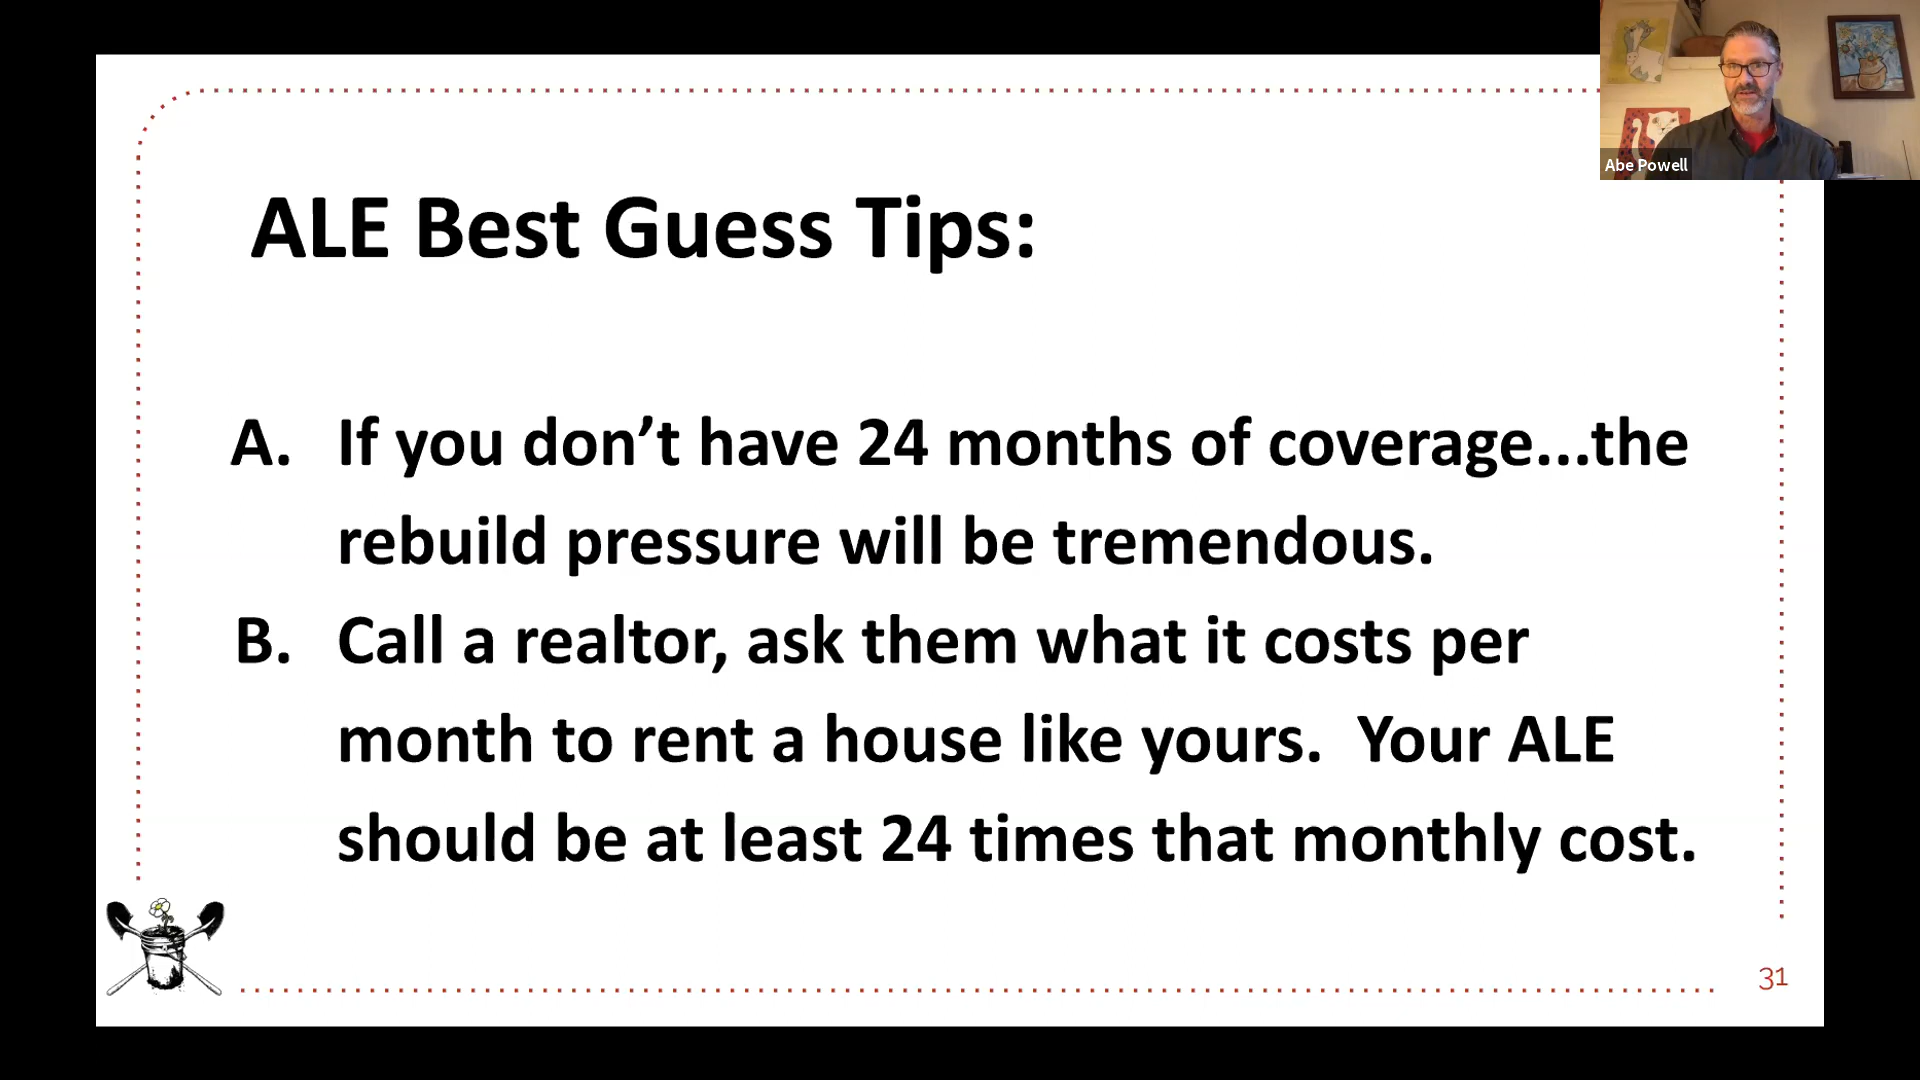 Abe Powell
ALE Best Guess Tips:
A. If you don’t have 24 months of coverage...the
rebuild pressure will be tremendous.
B. Call a realtor, ask them what it costs per
month to rent a house like yours.  Your ALE
should be at least 24 times that monthly cost.
31